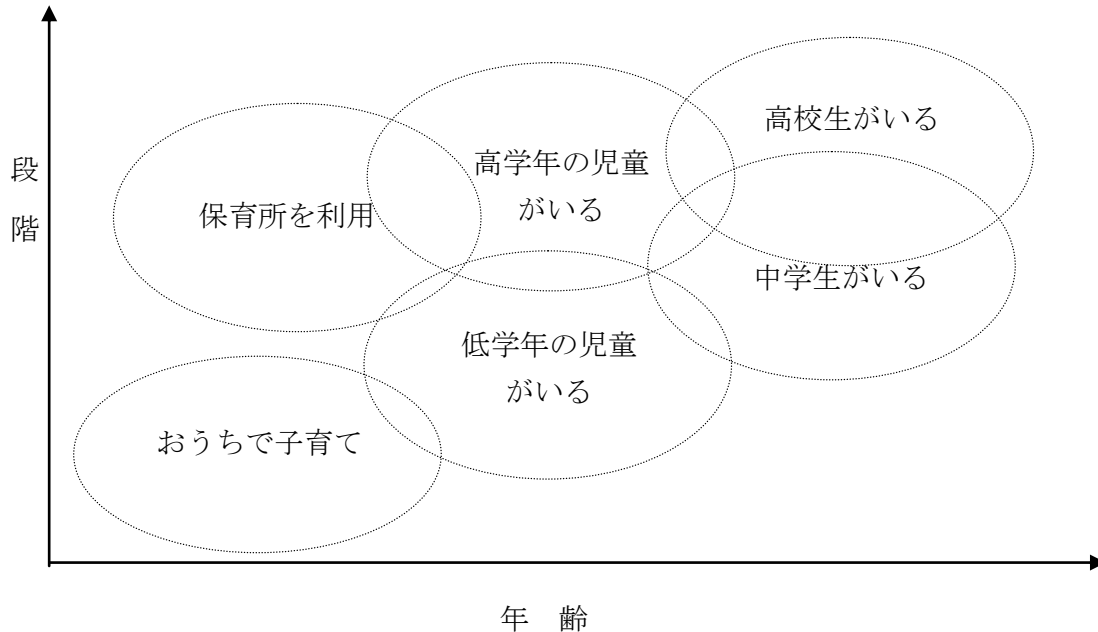 段
階
保育所を利用
おうちで子育て
高学年の児童
がいる
低学年の児童
がいる
高校生がいる
中学生がいる
年 齢